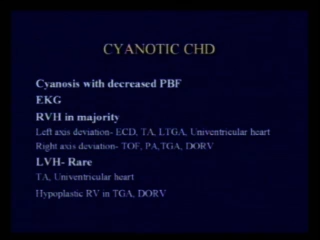 CYANOTIC CHD
Cyanosis with decreased PBF
EKG
RVH in majority
Left axis deviation- ECD, TA, LTGA, Univentricular heart
Right axis deviation- TOF, PA,TGA, DORV
LVH- Rare
TA, Univentricular heart
Hypoplastic RV in TGA, DORV